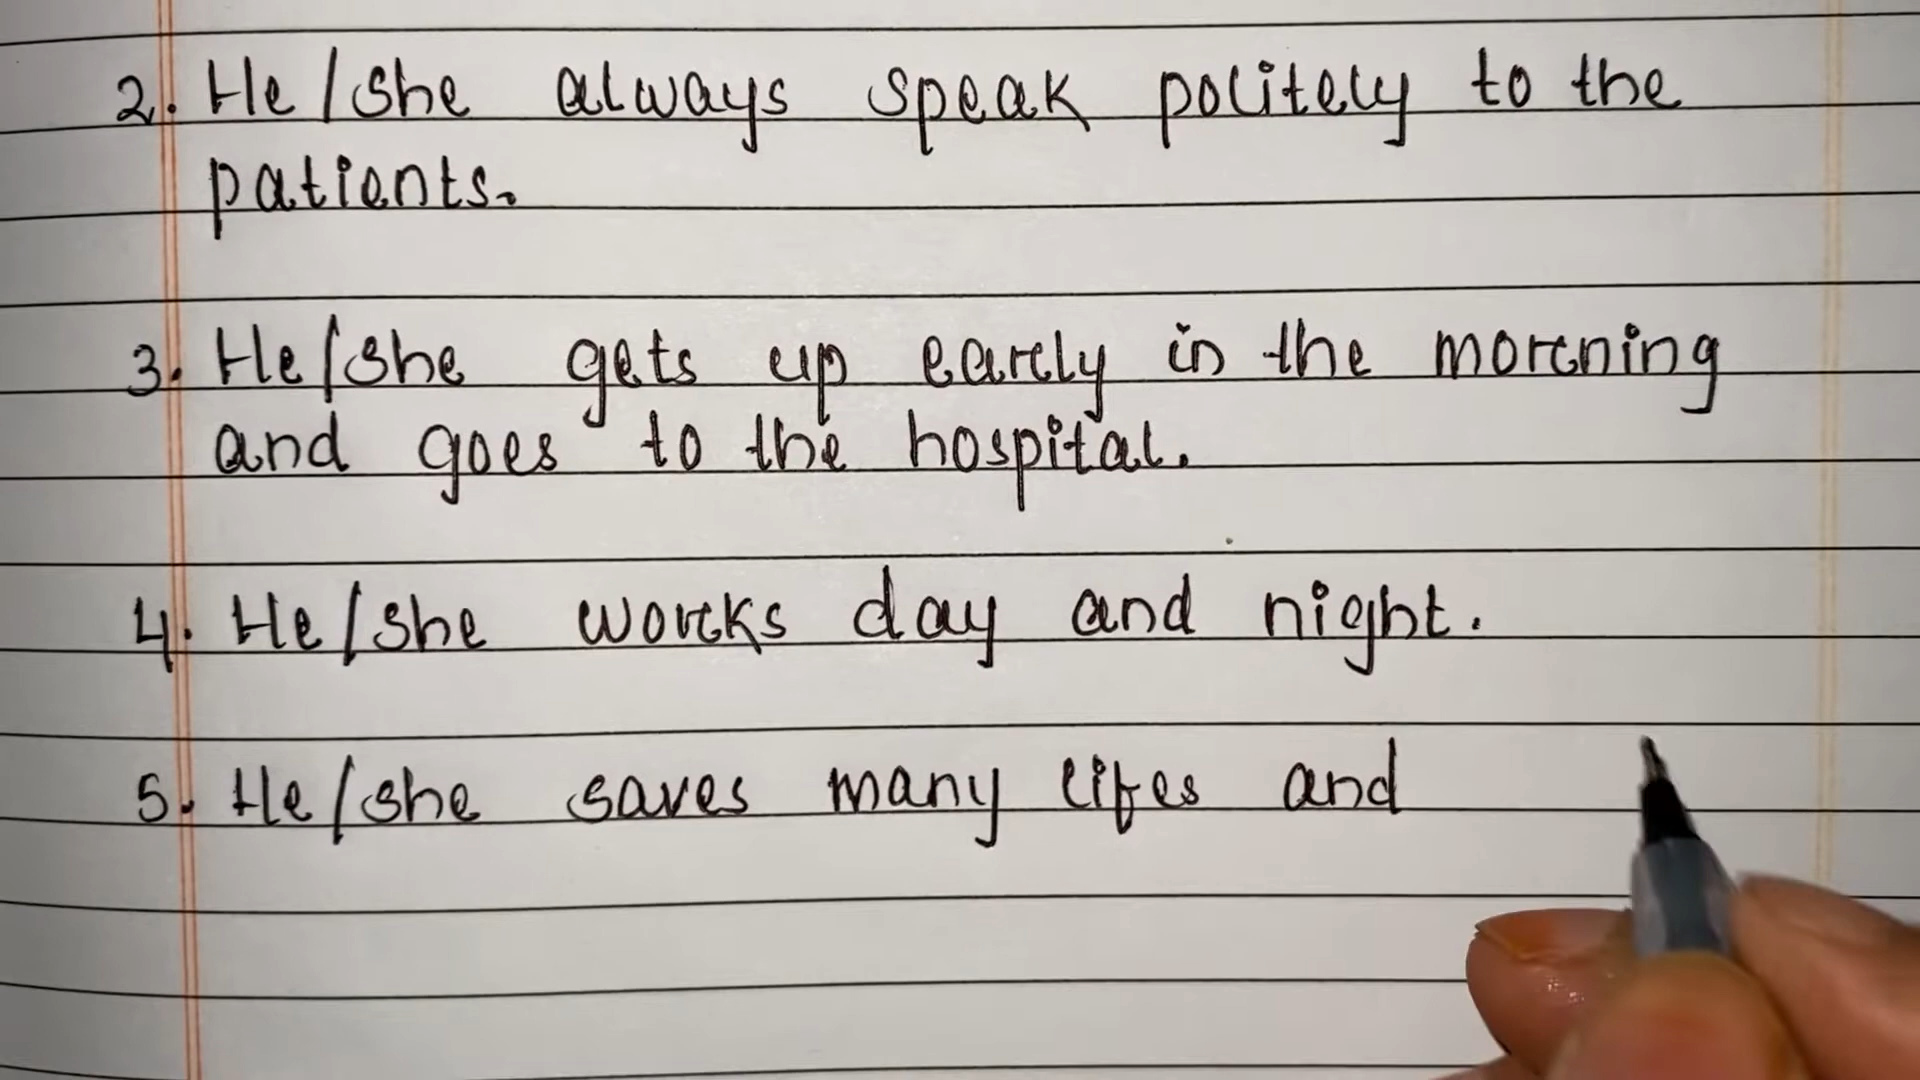 2. He/she always speak politely to the
patients.
3. He/she gets up early in the morning
and goes to the hospital.
4. He/she works day and night.
5. He/she saves many lifes and